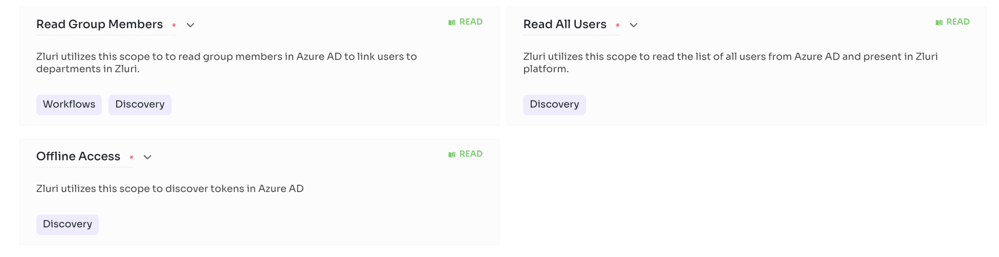 Read Group Members *
READ
Zluri utilizes this scope to to read group members in Azure AD to link users to
departments in Zluri.
Workflows Discovery
Read All Users *
READ
Zluri utilizes this scope to read the list of all users from Azure AD and present in Zluri
platform.
Discovery
Offline Access *
READ
Zluri utilizes this scope to discover tokens in Azure AD
Discovery